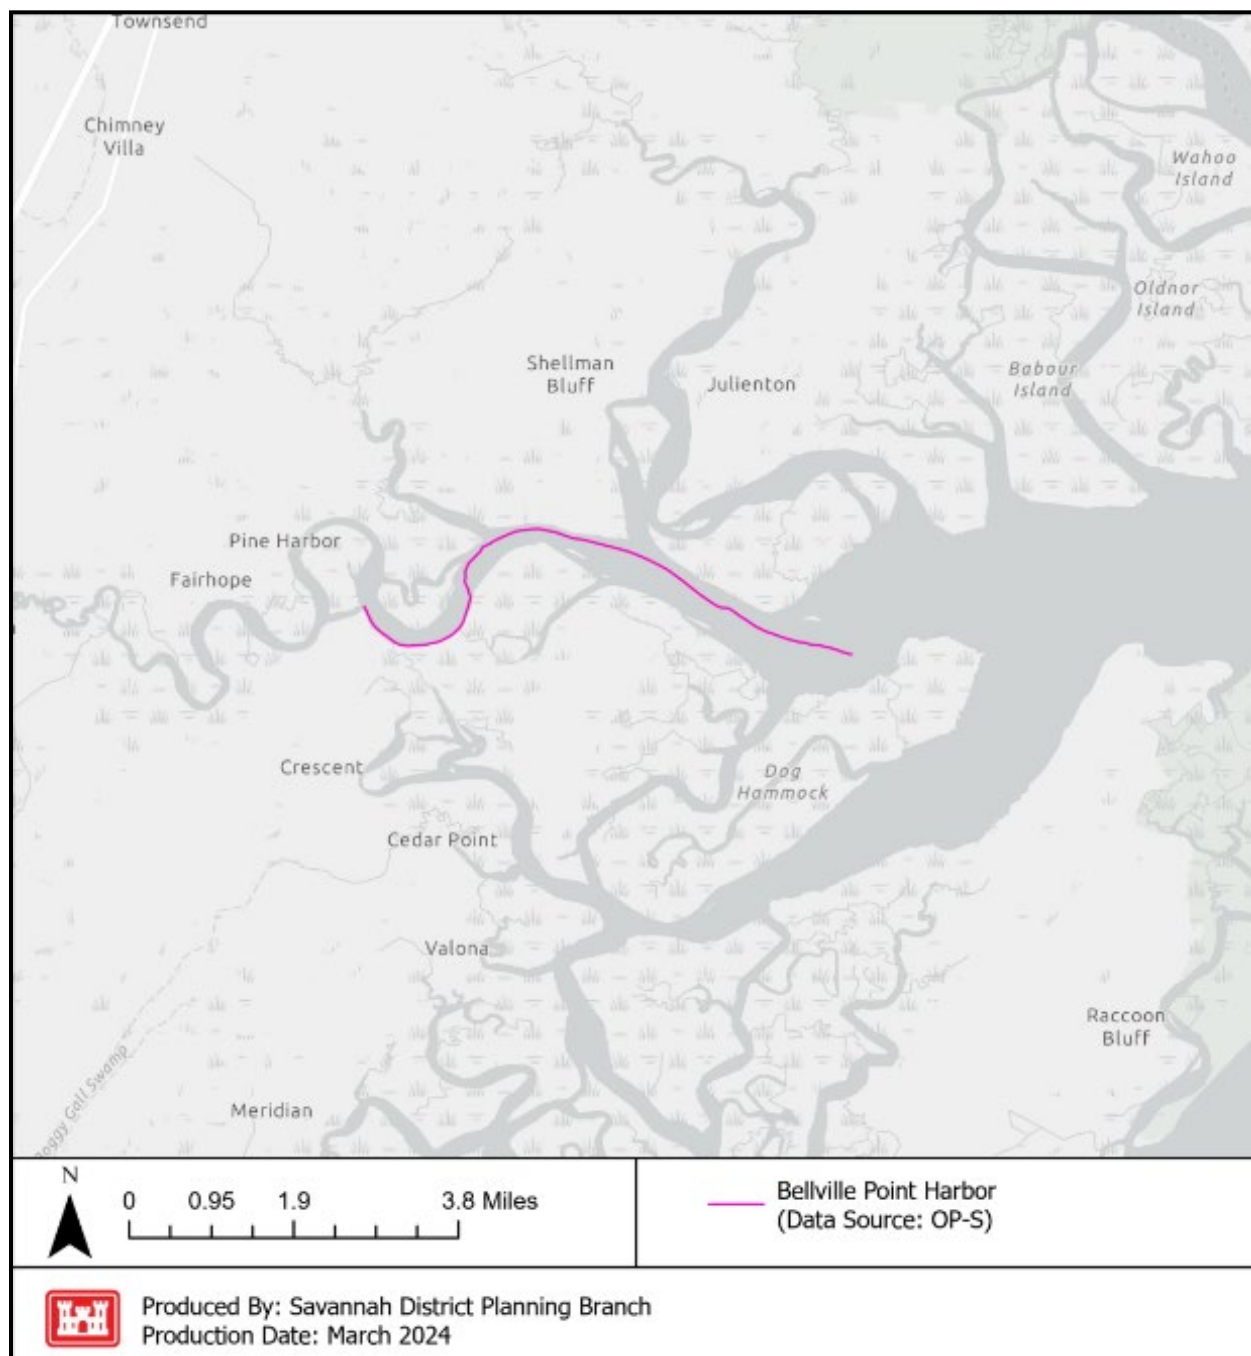 Townsend
Chimney
Villa
Wahoo
Island
Oldnor
Island
Shellman
Bluff
Julienton
Babour
Island
Pine Harbor
Fairhope
Crescent
Dog
Hammock
Cedar Point
Valona
Raccoon
Bluff
Meridian
Gall Swamp
N
0 0.95 1.9 3.8 Miles
Bellville Point Harbor
(Data Source: OP-S)
Produced By: Savannah District Planning Branch
Production Date: March 2024